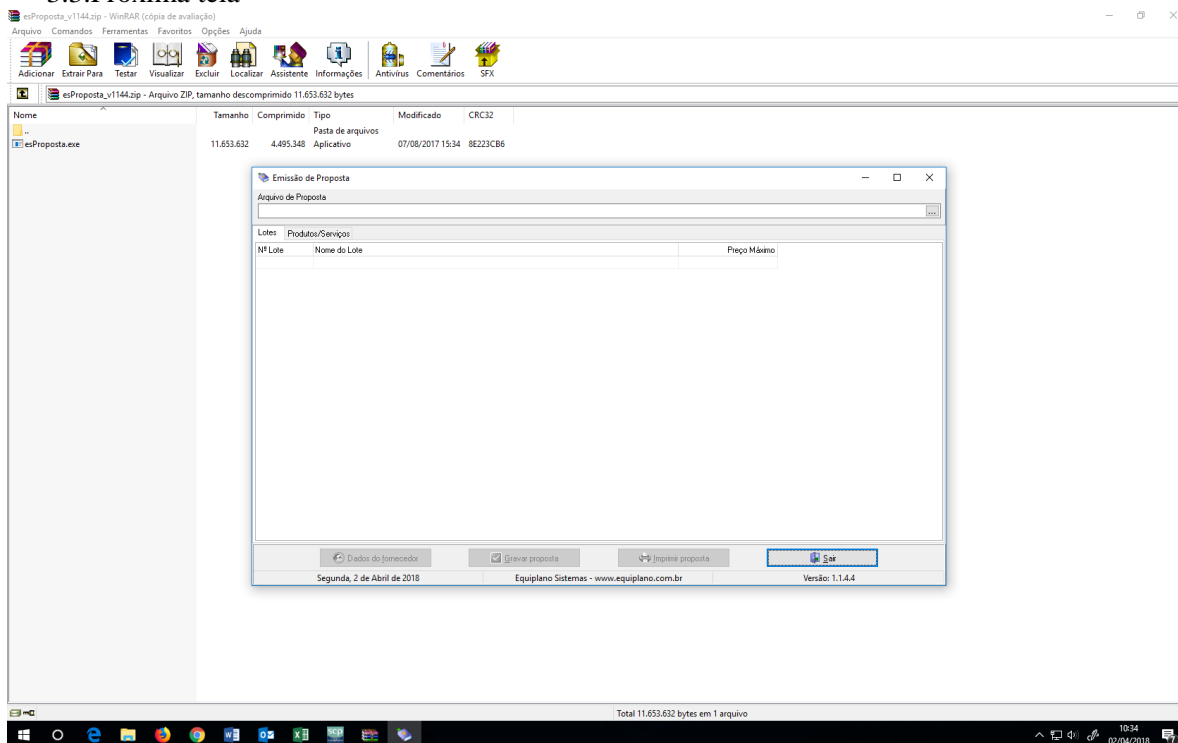 3.3.Próxima tela
esProposta_v1144.zip - WinRAR (cópia de avaliação)
Arquivo Comandos Ferramentas Favoritos Opções Ajuda
Adicionar Extrair Para Testar Visualizar Excluir Localizar Assistente Informações Antivírus Comentários SFX
esProposta_v1144.zip - Arquivo ZIP, tamanho descomprimido 11.653.632 bytes
Nome Tamanho Comprimido Tipo Modificado CRC32
.. Pasta de arquivos
esProposta.exe 11.653.632 4.495.348 Aplicativo 07/08/2017 15:34 8E223CB6
Emissão de Proposta
Arquivo de Proposta
...
Lotes Produtos/Serviços
Nº Lote Nome do Lote Preço Máximo
Dados do fornecedor Gravar proposta Imprimir proposta Sair
Segunda, 2 de Abril de 2018 Equiplano Sistemas - www.equiplano.com.br Versão: 1.1.4.4
Total 11.653.632 bytes em 1 arquivo
scp
10:34
02/04/2018